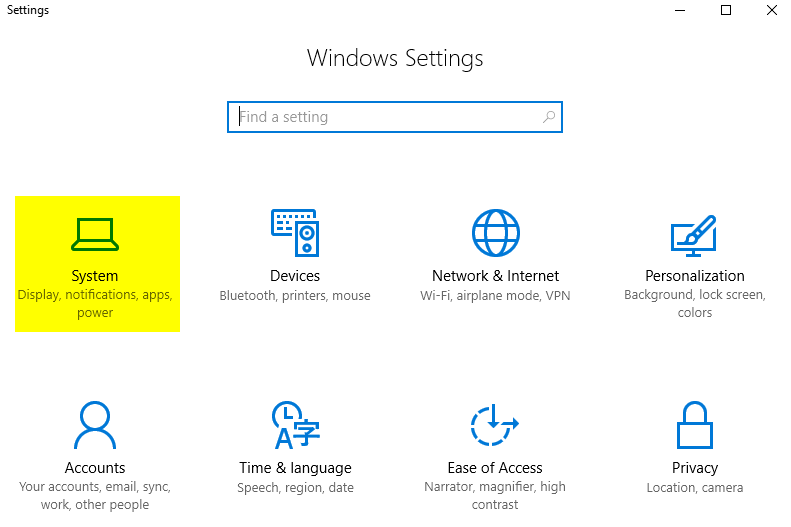 Settings
Windows Settings
Find a setting
System
Display, notifications, apps,
power
Devices
Bluetooth, printers, mouse
Network & Internet
Wi-Fi, airplane mode, VPN
Personalization
Background, lock screen,
colors
Accounts
Your accounts, email, sync,
work, other people
A字
Time & language
Speech, region, date
Ease of Access
Narrator, magnifier, high
contrast
Privacy
Location, camera